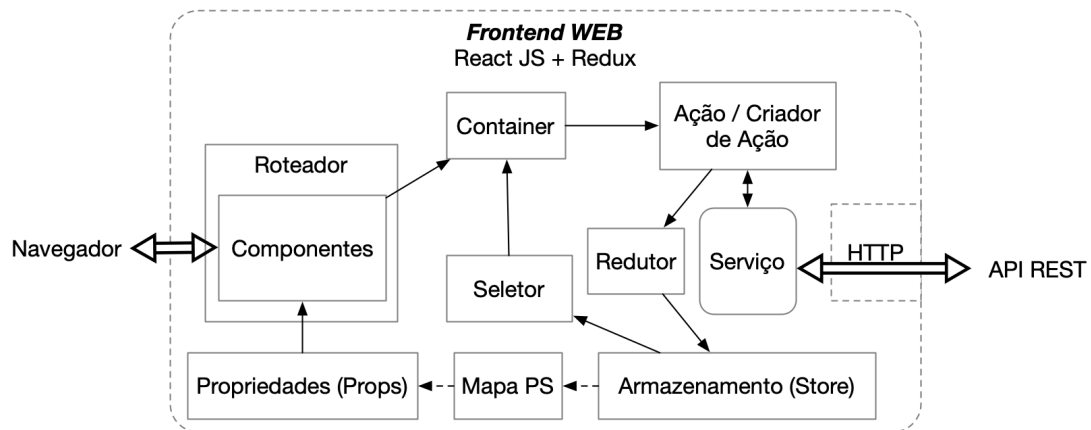 Frontend WEB
React JS + Redux
Container
Ação / Criador
de Ação
Roteador
Componentes
Navegador
Seletor
Redutor
Serviço
HTTP
API REST
Propriedades (Props)
Mapa PS
Armazenamento (Store)